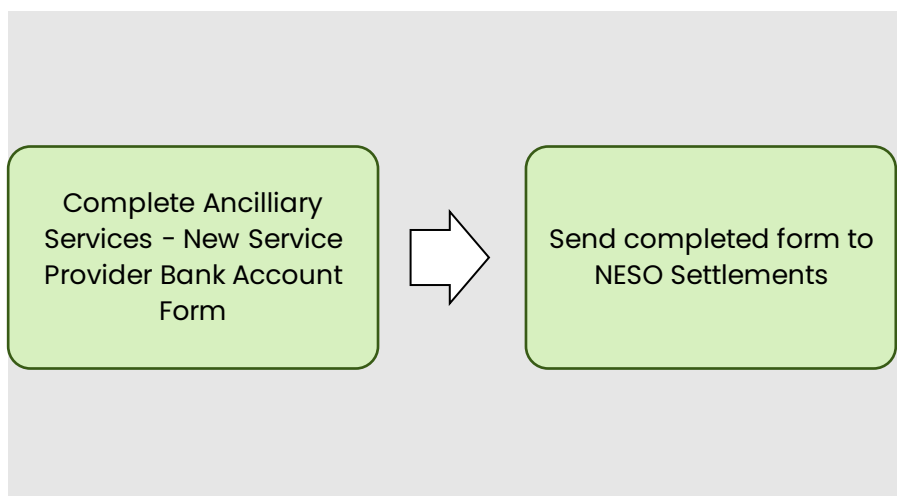 Complete Ancilliary
Services - New Service
Provider Bank Account
Form
Send completed form to
NESO Settlements